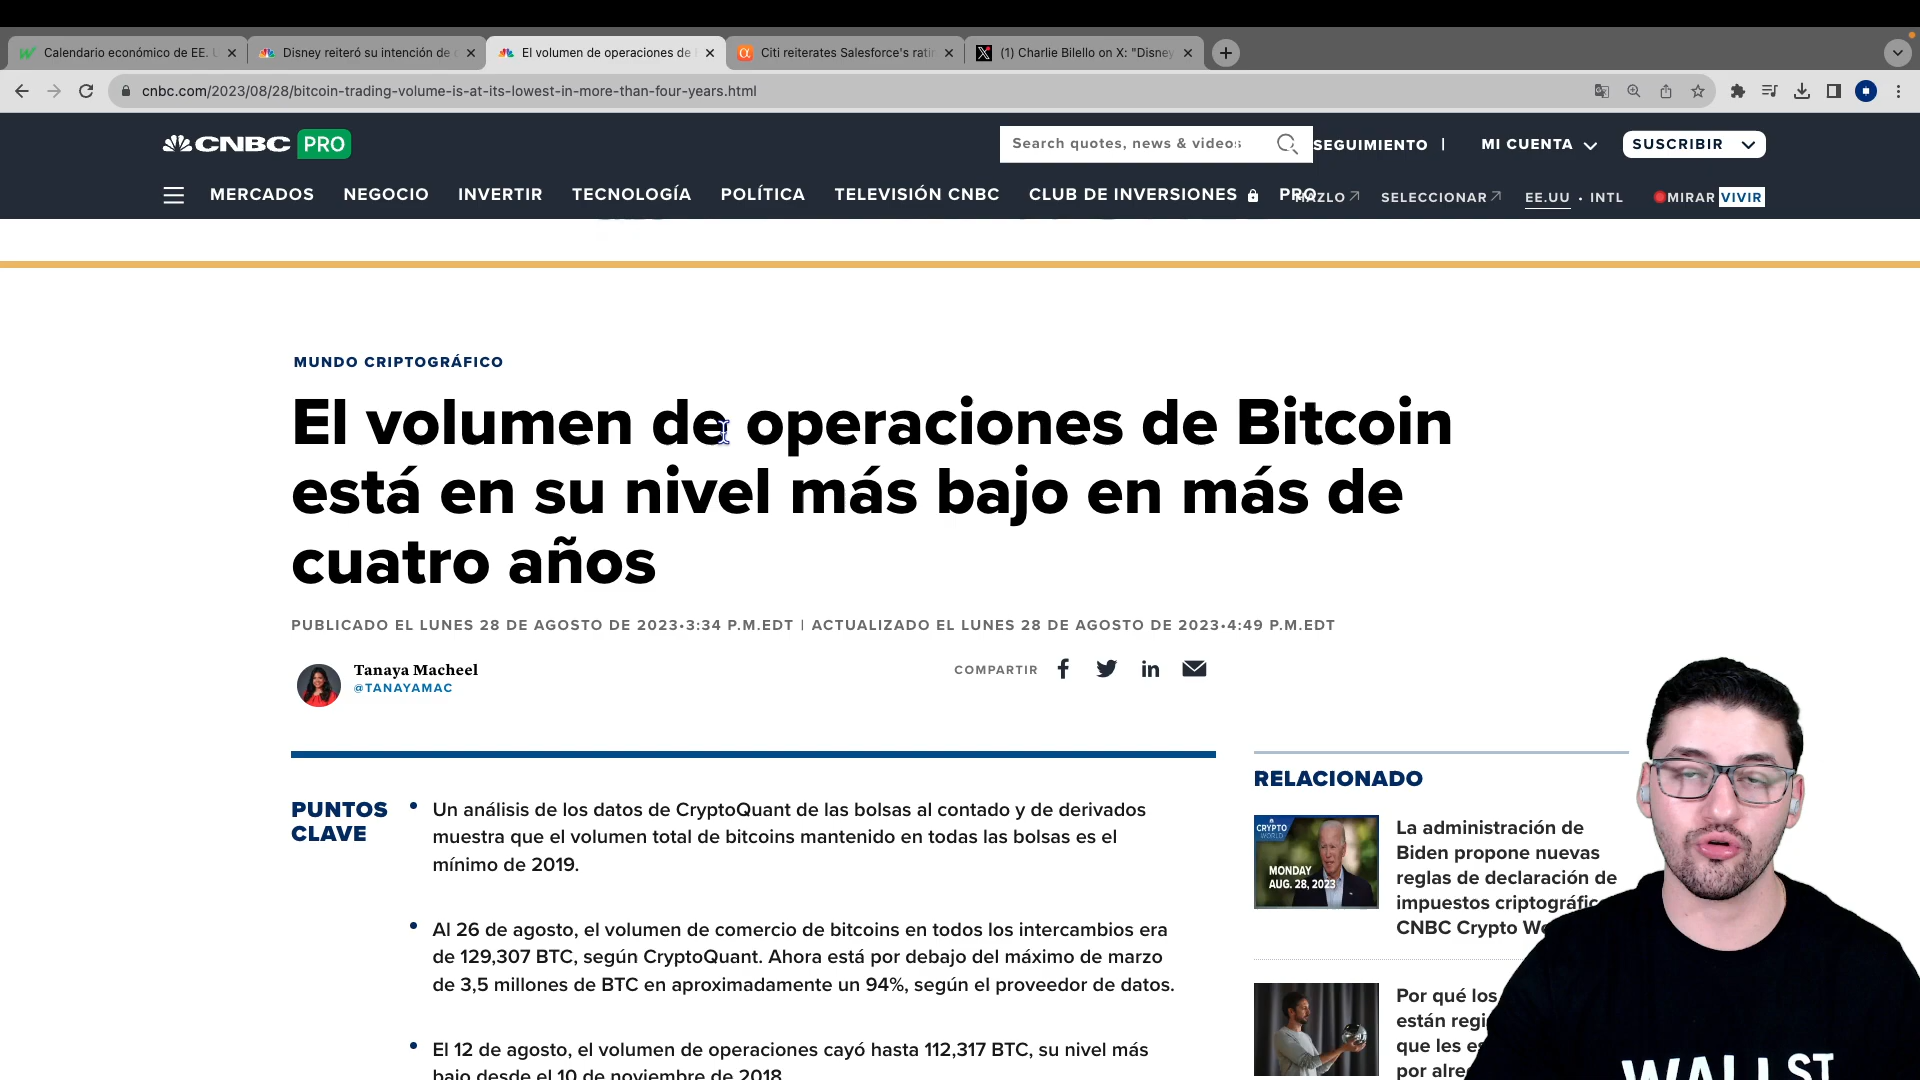 Calendario económico de EE. U
Disney reiteró su intención de
El volumen de operaciones de
Citi reiterates Salesforce's ratin
(1) Charlie Bilello on X: "Disney
cnbc.com/2023/08/28/bitcoin-trading-volume-is-at-its-lowest-in-more-than-four-years.html
CNBC PRO
Search quotes, news & videos
SEGUIMIENTO |
MI CUENTA
SUSCRIBIR
MERCADOS NEGOCIO INVERTIR TECNOLOGÍA POLÍTICA TELEVISIÓN CNBC CLUB DE INVERSIONES PRO
HAZLO SELECCIONAR EE.UU • INTL MIRAR VIVIR
MUNDO CRIPTOGRÁFICO
El volumen de operaciones de Bitcoin
está en su nivel más bajo en más de
cuatro años
PUBLICADO EL LUNES 28 DE AGOSTO DE 2023•3:34 P.M.EDT | ACTUALIZADO EL LUNES 28 DE AGOSTO DE 2023•4:49 P.M.EDT
Tanaya Macheel
@TANAYAMAC
COMPARTIR
PUNTOS
CLAVE
• Un análisis de los datos de CryptoQuant de las bolsas al contado y de derivados
muestra que el volumen total de bitcoins mantenido en todas las bolsas es el
mínimo de 2019.
• Al 26 de agosto, el volumen de comercio de bitcoins en todos los intercambios era
de 129,307 BTC, según CryptoQuant. Ahora está por debajo del máximo de marzo
de 3,5 millones de BTC en aproximadamente un 94%, según el proveedor de datos.
• El 12 de agosto, el volumen de operaciones cayó hasta 112,317 BTC, su nivel más
bajo desde el 10 de noviembre de 2018
RELACIONADO
CRYPTO
WORLD
MONDAY
AUG. 28, 2023
La administración de
Biden propone nuevas
reglas de declaración de
impuestos criptográfic
CNBC Crypto Wo
Por qué los
están regi
que les es
por alre
WALL ST